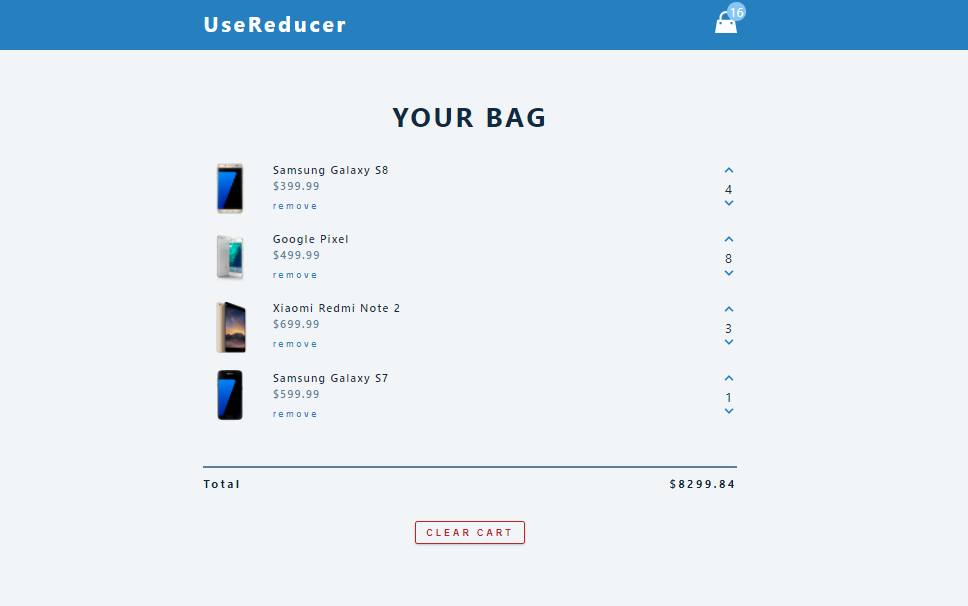 UseReducer
16
YOUR BAG
Samsung Galaxy S8
$399.99
remove
4
Google Pixel
$499.99
remove
8
Xiaomi Redmi Note 2
$699.99
remove
3
Samsung Galaxy S7
$599.99
remove
1
Total $8299.84
CLEAR CART